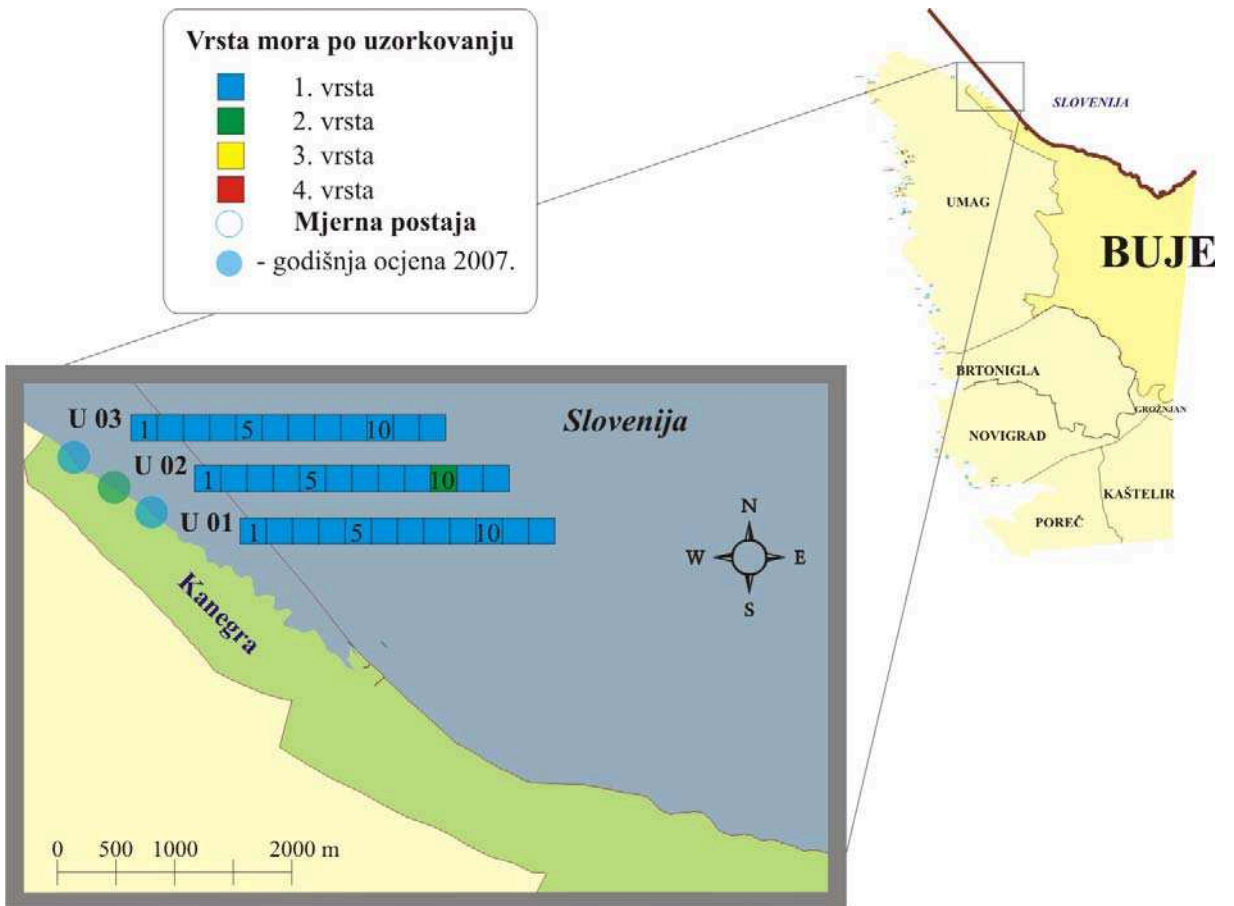 Vrsta mora po uzorkovanju
1. vrsta
2. vrsta
3. vrsta
4. vrsta
Mjerna postaja
- godišnja ocjena 2007.
SLOVENIJA
UMAG
BUJE
BRTONIGLA
GROŽNJAN
NOVIGRAD
KAŠTELIR
POREČ
U 03
1 5 10
Slovenija
U 02
1 5 10
U 01
1 5 10
N
W E
S
Kanegra
0 500 1000 2000 m